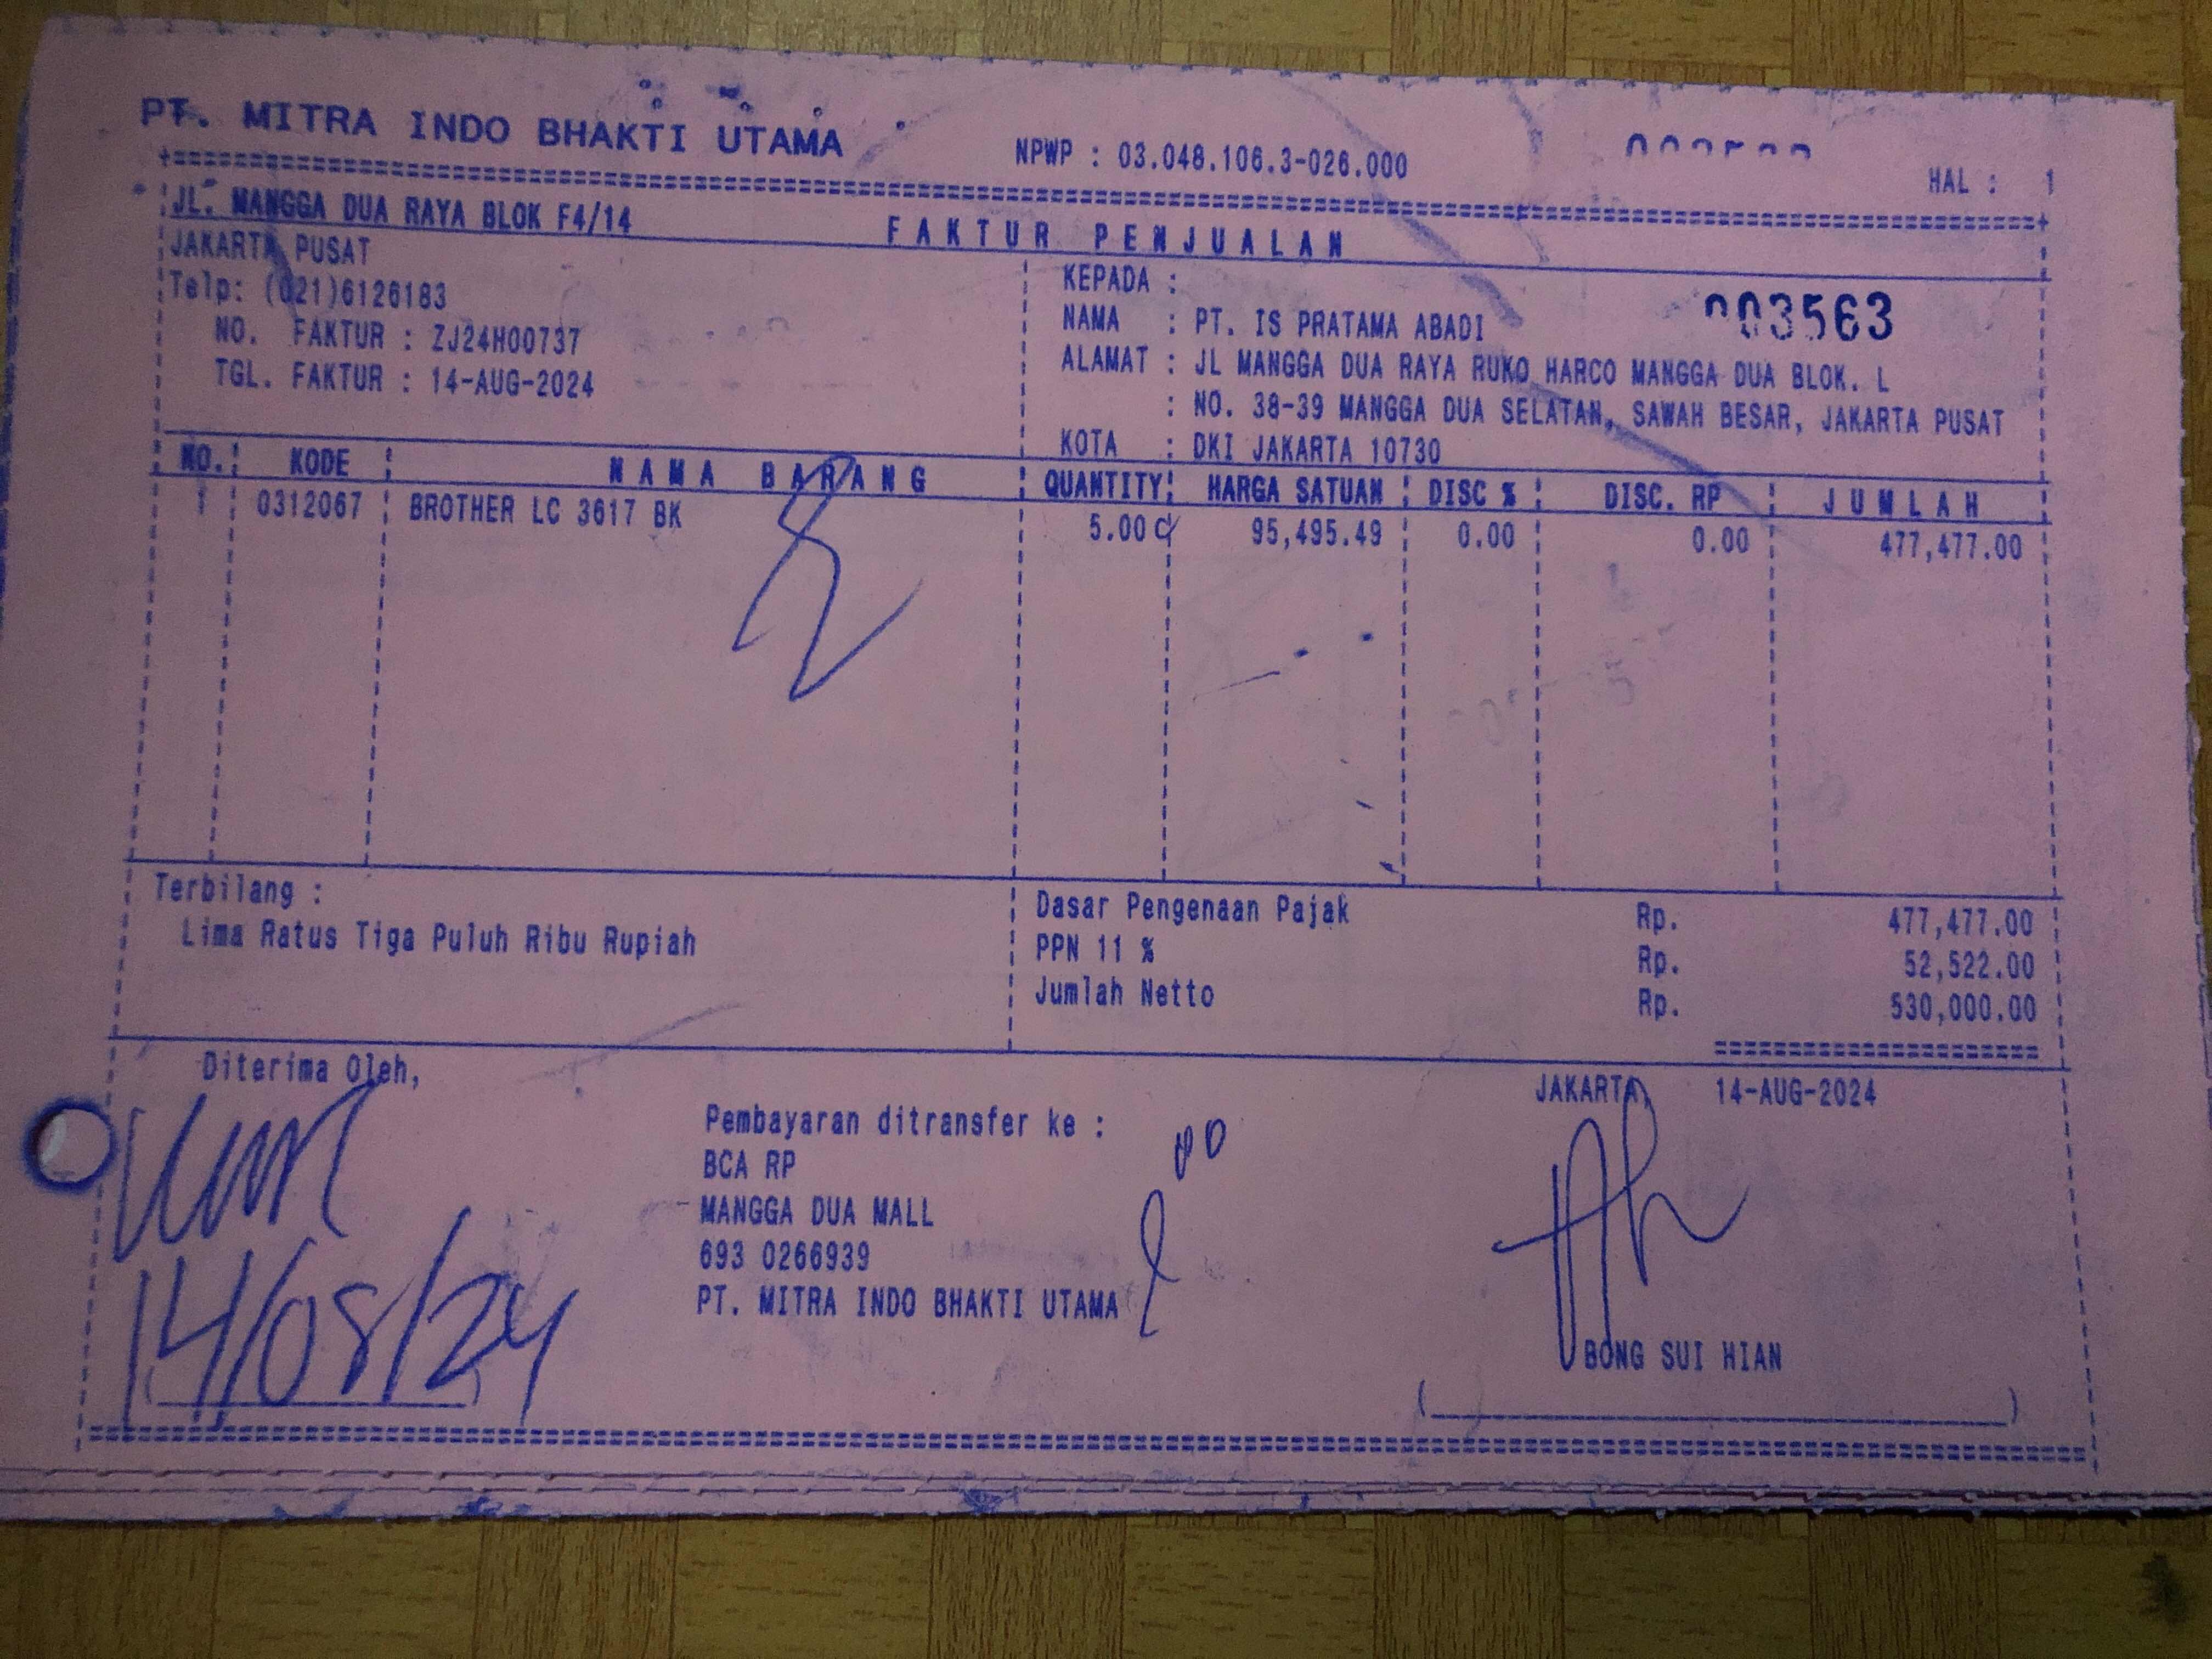 PT. MITRA INDO BHAKTI UTAMA
NPWP : 03.048.106.3-026.000
HAL : 1
JL. MANGGA DUA RAYA BLOK F4/14
FAKTUR PENJUALAN
JAKARTA PUSAT
Telp: (021)6126183
NO. FAKTUR : ZJ24H00737
TGL. FAKTUR : 14-AUG-2024
KEPADA :
003563
NAMA : PT. IS PRATAMA ABADI
ALAMAT : JL MANGGA DUA RAYA RUKO HARCO MANGGA DUA BLOK. L
: NO. 38-39 MANGGA DUA SELATAN, SAWAH BESAR, JAKARTA PUSAT
KOTA : DKI JAKARTA 10730
NO. KODE NAMA BARANG QUANTITY HARGA SATUAN DISC % DISC. RP JUMLAH
1 0312067 BROTHER LC 3617 BK 5.00 95,495.49 0.00 0.00 477,477.00
Terbilang :
Lima Ratus Tiga Puluh Ribu Rupiah
Dasar Pengenaan Pajak Rp. 477,477.00
PPN 11 % Rp. 52,522.00
Jumlah Netto Rp. 530,000.00
Diterima Oleh,
14/08/24
Pembayaran ditransfer ke :
BCA RP
MANGGA DUA MALL
693 0266939
PT. MITRA INDO BHAKTI UTAMA
JAKARTA, 14-AUG-2024
BONG SUI HIAN